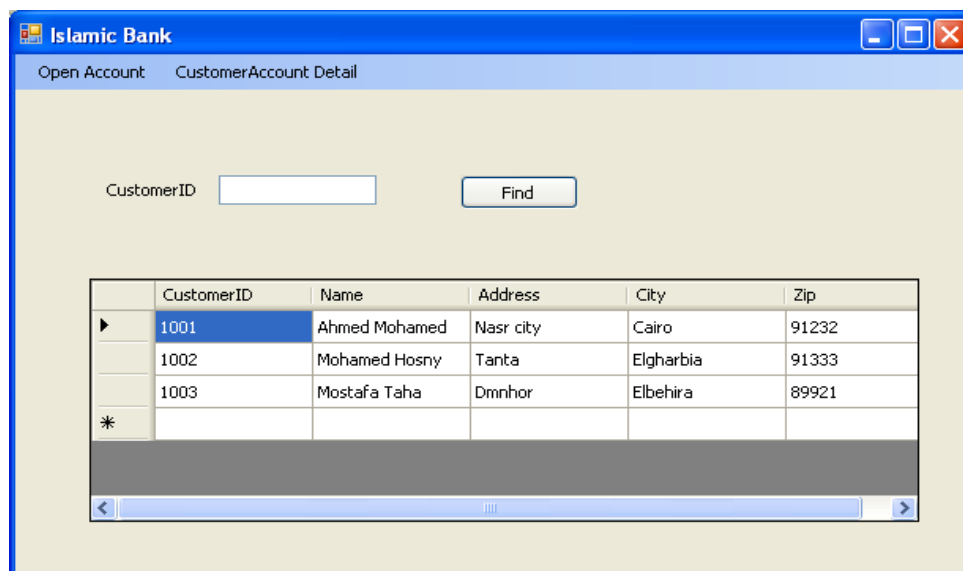 Islamic Bank
Open Account CustomerAccount Detail
CustomerID Find
CustomerID Name Address City Zip
1001 Ahmed Mohamed Nasr city Cairo 91232
1002 Mohamed Hosny Tanta Elgharbia 91333
1003 Mostafa Taha Dmnhor Elbehira 89921